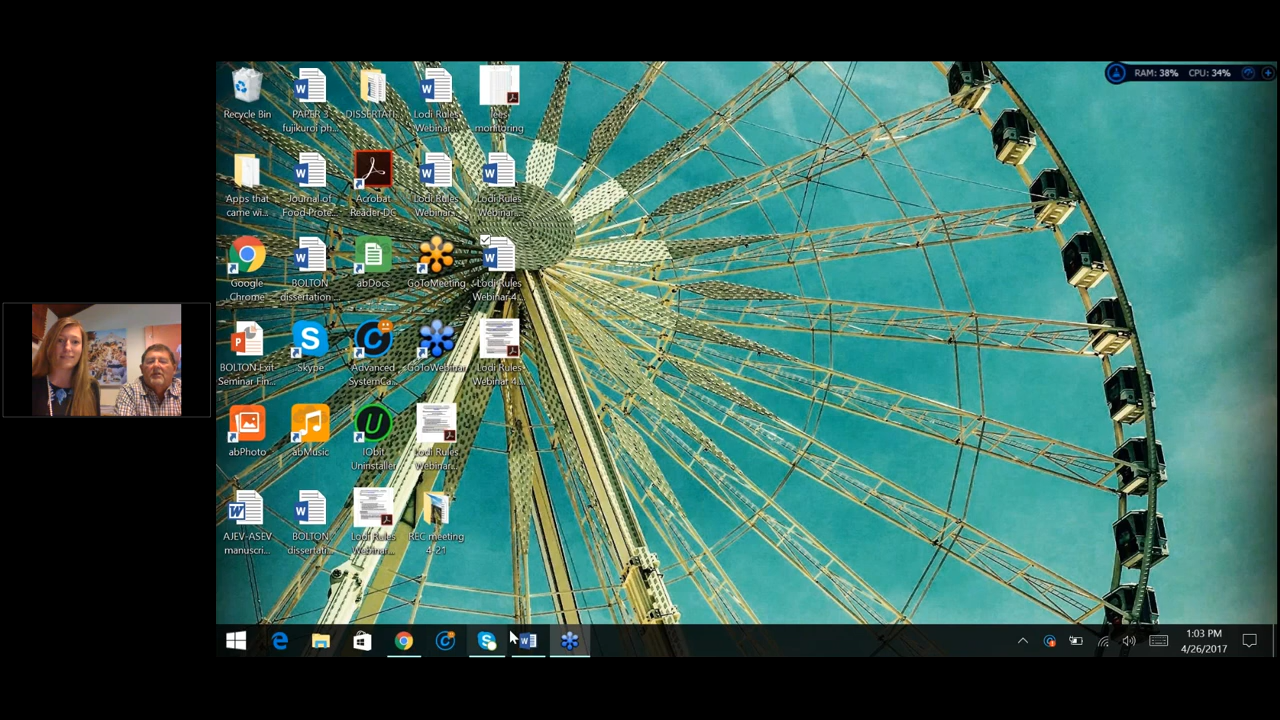 RAM: 38% CPU: 34%
Recycle Bin
PAPER 3
fujikuroi ph...
DISSERTATI...
Lodi Rules
Webinar...
lees
monitoring
Apps that
came wi...
Journal of
Food Prote...
Acrobat
Reader DC
Lodi Rules
Webinar...
Lodi Rules
Webinar...
Google
Chrome
BOLTON
dissertation...
abDocs
GoToMeeting
Lodi Rules
Webinar 4...
BOLTON Exit
Seminar Fin...
Skype
Advanced
SystemCa...
GoToWebinar
Lodi Rules
Webinar 4...
abPhoto
abMusic
IObit
Uninstaller
Lodi Rules
Webinar...
AJEV-ASEV
manuscri...
BOLTON
dissertati...
Lodi Rules
Webinar...
REC meeting
4-21
1:03 PM
4/26/2017